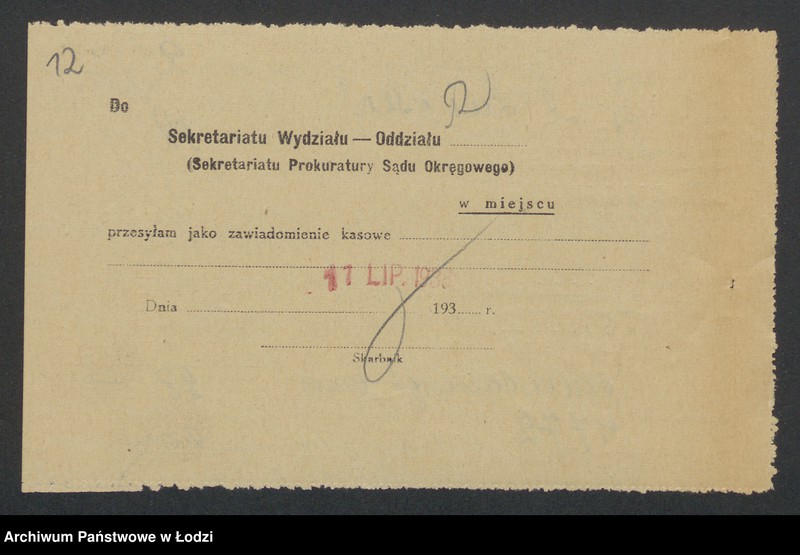 12
Do
Sekretariatu Wydziału — Oddziału
(Sekretariatu Prokuratury Sądu Okręgowego)
w miejscu
przesyłam jako zawiadomienie kasowe
17 LIP.
Dnia 193 r.
Skarbnik
Archiwum Państwowe w Łodzi